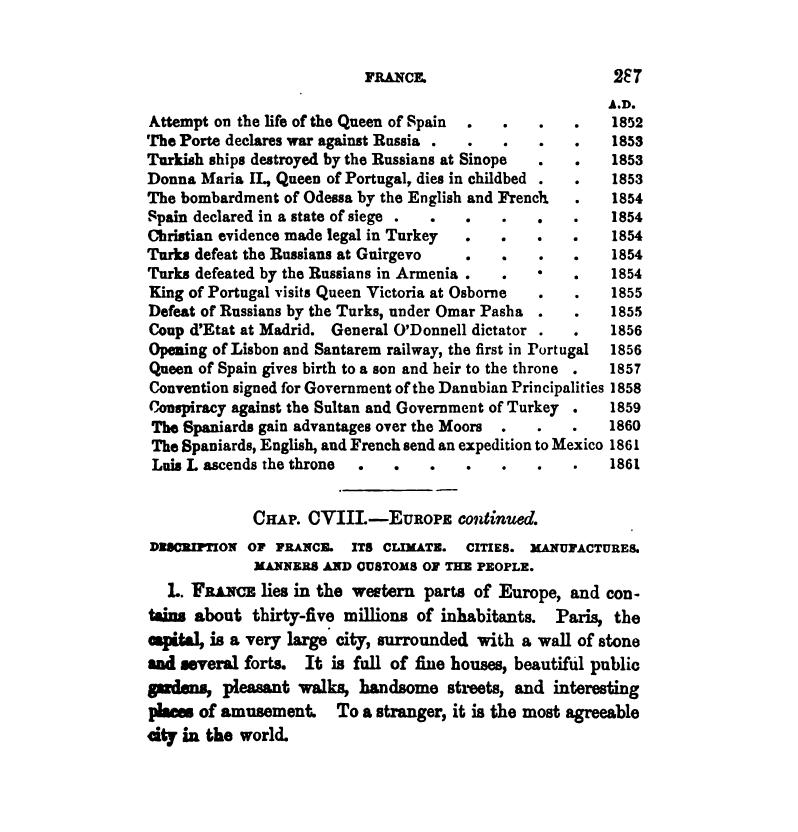 FRANCE. 287
A.D.
Attempt on the life of the Queen of Spain . . . . 1852
The Porte declares war against Russia . . . . . 1853
Turkish ships destroyed by the Russians at Sinope . . 1853
Donna Maria II., Queen of Portugal, dies in childbed . . 1853
The bombardment of Odessa by the English and French . 1854
Spain declared in a state of siege . . . . . . 1854
Christian evidence made legal in Turkey . . . . 1854
Turks defeat the Russians at Guirgevo . . . . 1854
Turks defeated by the Russians in Armenia . . . . 1854
King of Portugal visits Queen Victoria at Osborne . . 1855
Defeat of Russians by the Turks, under Omar Pasha . . 1855
Coup d'Etat at Madrid. General O'Donnell dictator . . 1856
Opening of Lisbon and Santarem railway, the first in Portugal 1856
Queen of Spain gives birth to a son and heir to the throne . 1857
Convention signed for Government of the Danubian Principalities 1858
Conspiracy against the Sultan and Government of Turkey . 1859
The Spaniards gain advantages over the Moors . . . 1860
The Spaniards, English, and French send an expedition to Mexico 1861
Luis I. ascends the throne . . . . . . . 1861
CHAP. CVIII.—EUROPE continued.
DESCRIPTION OF FRANCE. ITS CLIMATE. CITIES. MANUFACTURES.
MANNERS AND CUSTOMS OF THE PEOPLE.
1. FRANCE lies in the western parts of Europe, and con-
tains about thirty-five millions of inhabitants. Paris, the
capital, is a very large city, surrounded with a wall of stone
and several forts. It is full of fine houses, beautiful public
gardens, pleasant walks, handsome streets, and interesting
places of amusement. To a stranger, it is the most agreeable
city in the world.